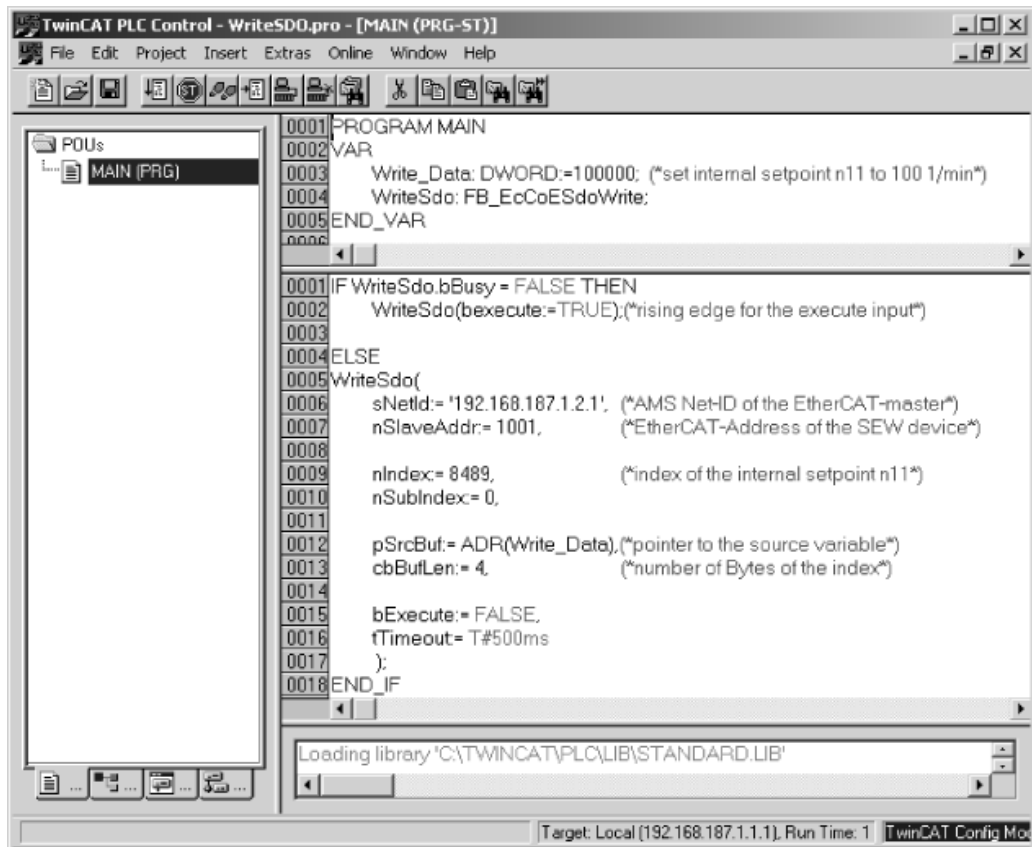 TwinCAT PLC Control - WriteSDO.pro - [MAIN (PRG-ST)]
File Edit Project Insert Extras Online Window Help
POUs
MAIN (PRG)
0001 PROGRAM MAIN
0002 VAR
0003 Write_Data: DWORD:=100000; (*set internal setpoint n11 to 100 1/min*)
0004 WriteSdo: FB_EcCoESdoWrite;
0005 END_VAR
0006
0001 IF WriteSdo.bBusy = FALSE THEN
0002 WriteSdo(bexecute:=TRUE);(*rising edge for the execute input*)
0003
0004 ELSE
0005 WriteSdo(
0006 sNetId:= '192.168.187.1.2.1', (*AMS Net-ID of the EtherCAT-master*)
0007 nSlaveAddr:= 1001, (*EtherCAT-Address of the SEW device*)
0008
0009 nIndex:= 8489, (*index of the internal setpoint n11*)
0010 nSubIndex:= 0,
0011
0012 pSrcBuf:= ADR(Write_Data),(*pointer to the source variable*)
0013 cbBufLen:= 4, (*number of Bytes of the index*)
0014
0015 bExecute:= FALSE,
0016 tTimeout:= T#500ms
0017 );
0018 END_IF
Loading library 'C:\TWINCAT\PLC\LIB\STANDARD.LIB'
... ... ... ...
Target: Local (192.168.187.1.1.1), Run Time: 1 TwinCAT Config Mo